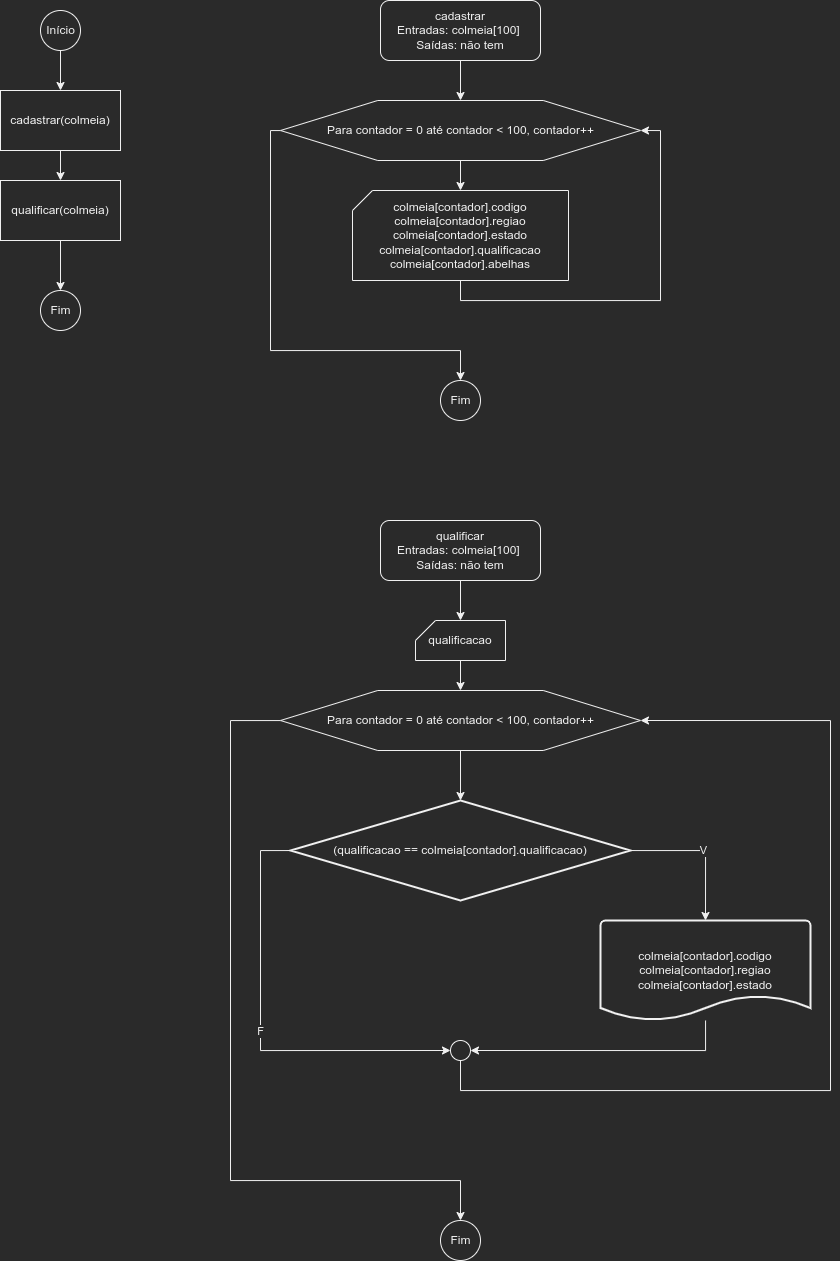 Início
cadastrar(colmeia)
qualificar(colmeia)
Fim
cadastrar
Entradas: colmeia[100]
Saídas: não tem
Para contador = 0 até contador < 100, contador++
colmeia[contador].codigo
colmeia[contador].regiao
colmeia[contador].estado
colmeia[contador].qualificacao
colmeia[contador].abelhas
Fim
qualificar
Entradas: colmeia[100]
Saídas: não tem
qualificacao
Para contador = 0 até contador < 100, contador++
(qualificacao == colmeia[contador].qualificacao)
V
colmeia[contador].codigo
colmeia[contador].regiao
colmeia[contador].estado
F
Fim